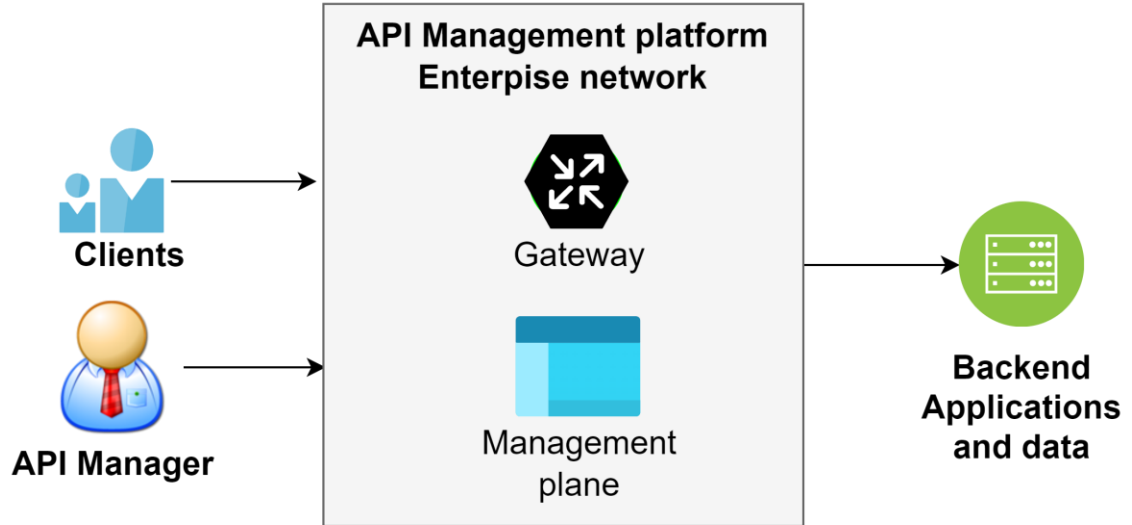 API Management platform
Enterpise network
Clients
Gateway
API Manager
Management
plane
Backend
Applications
and data